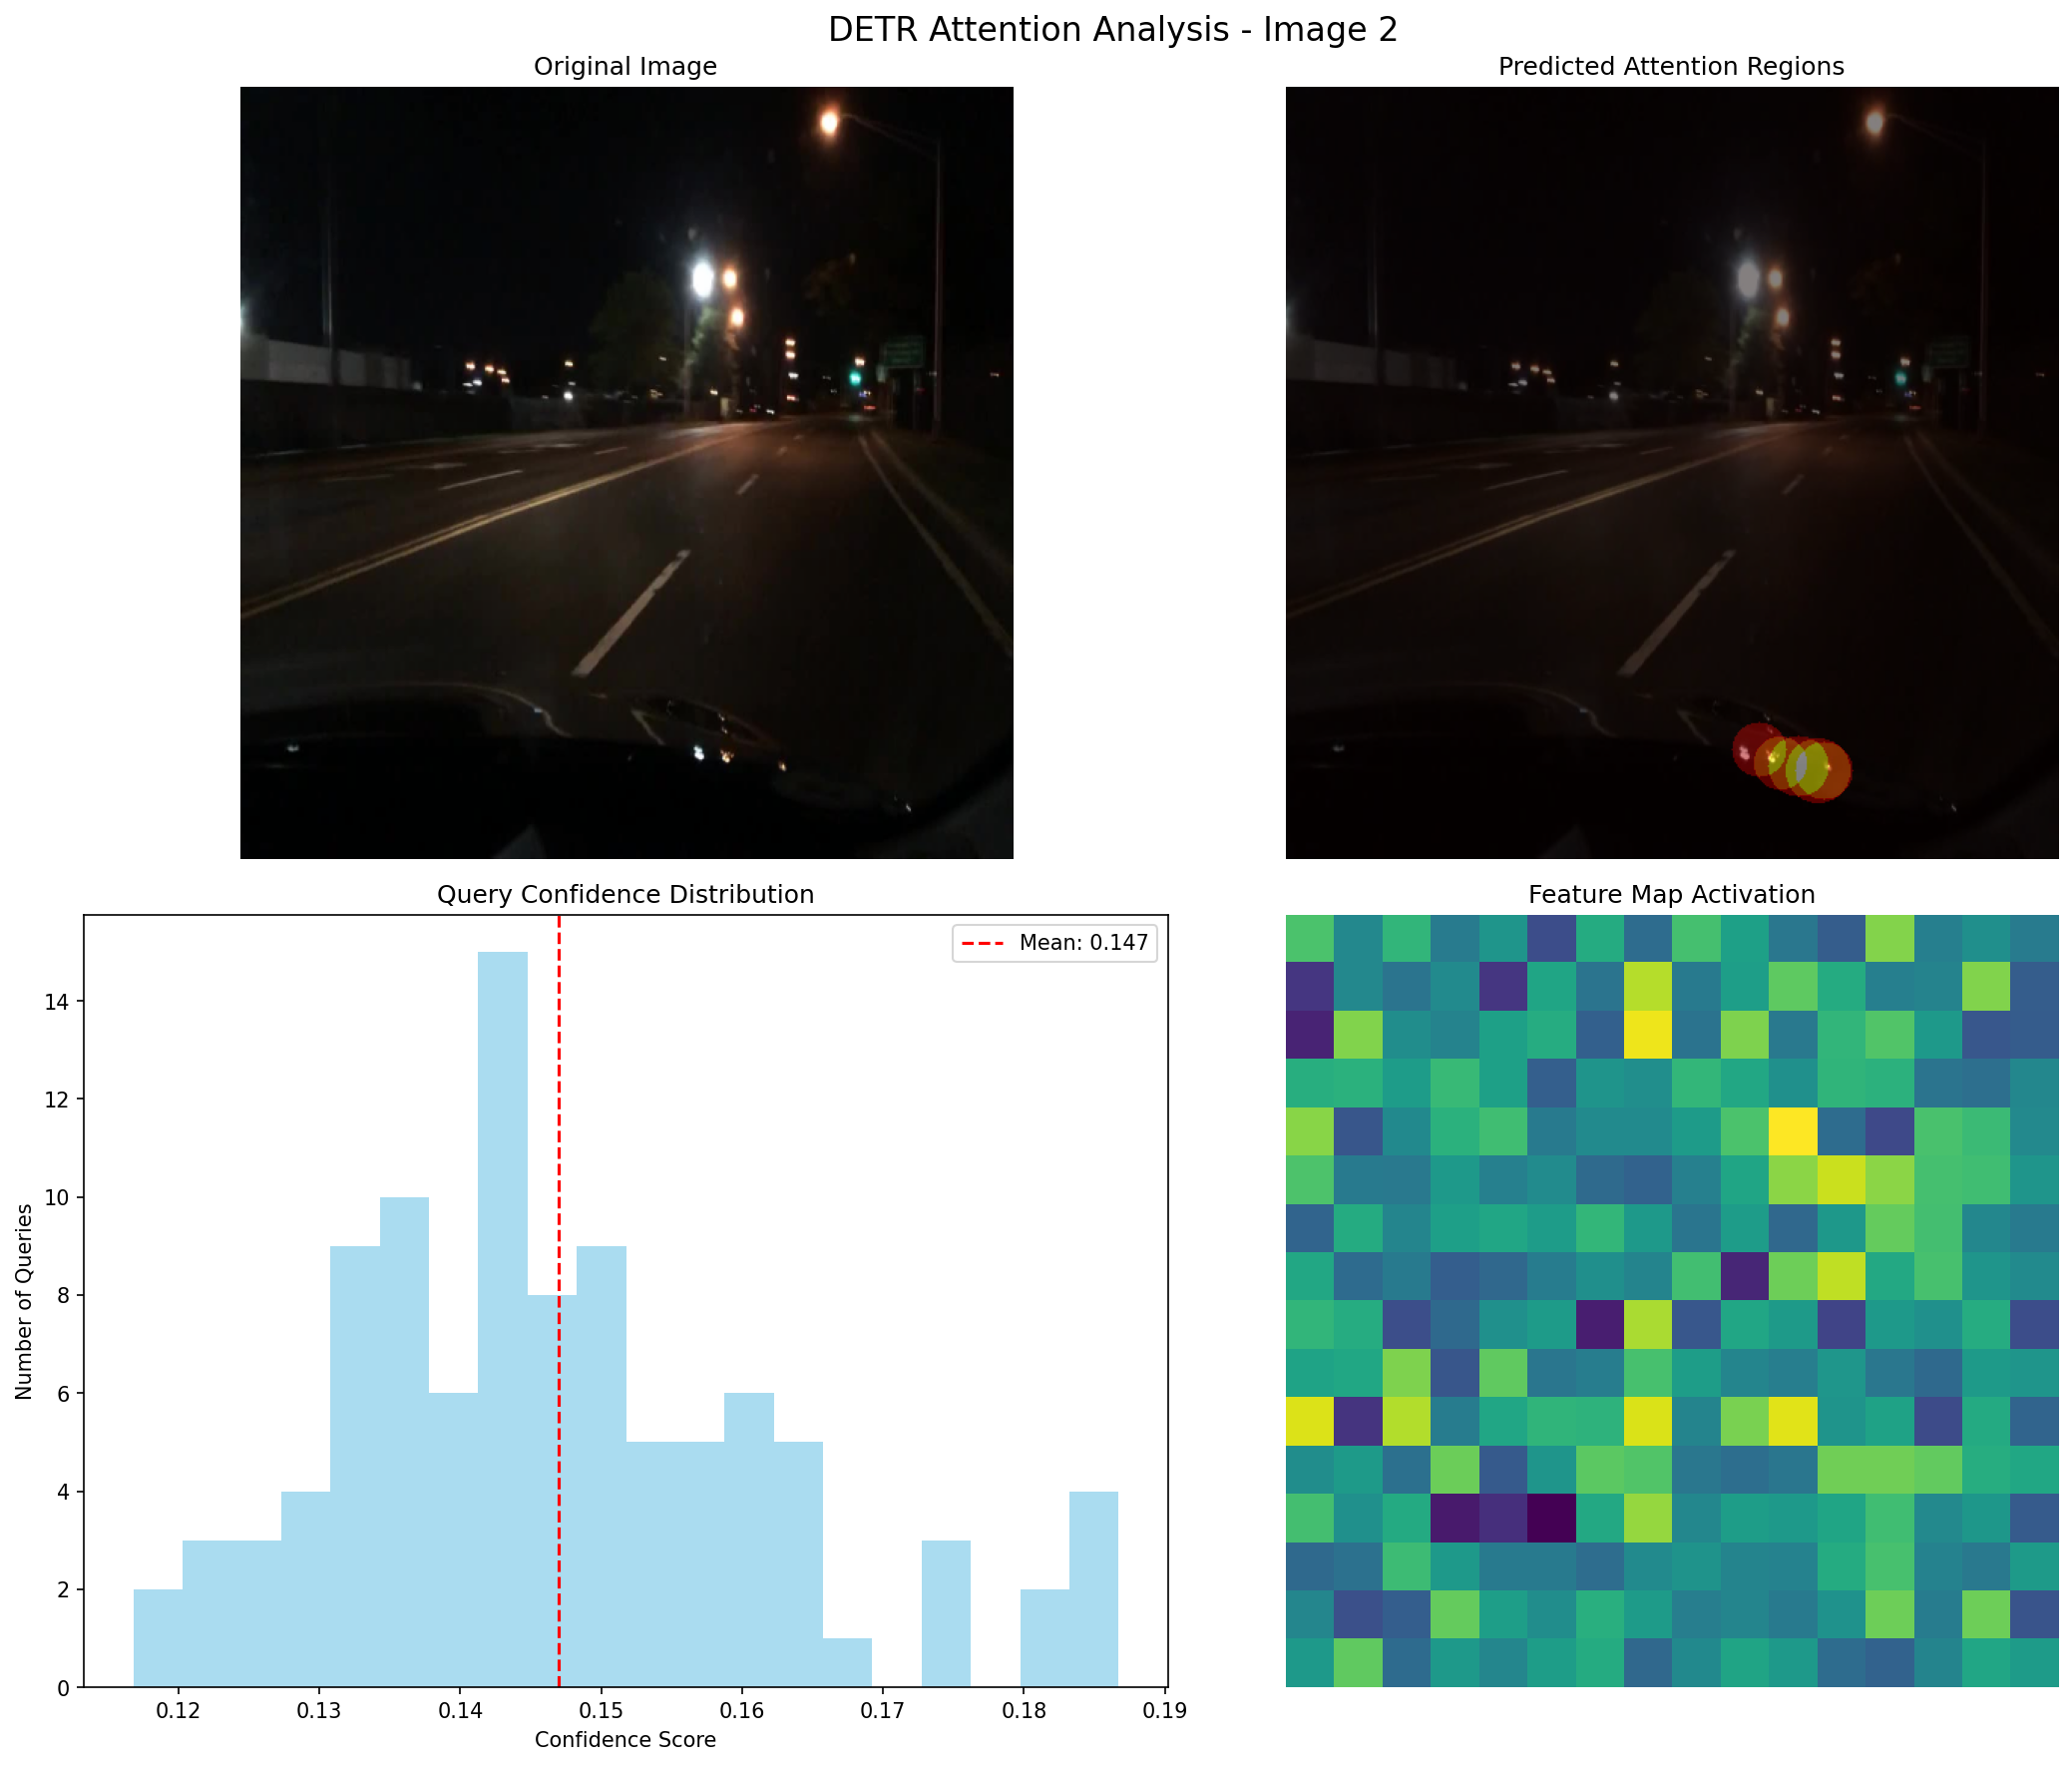 DETR Attention Analysis - Image 2
Original Image
Predicted Attention Regions
Query Confidence Distribution
Feature Map Activation
Mean: 0.147
Number of Queries
14
12
10
8
6
4
2
0
0.12
0.13
0.14
0.15
0.16
0.17
0.18
0.19
Confidence Score